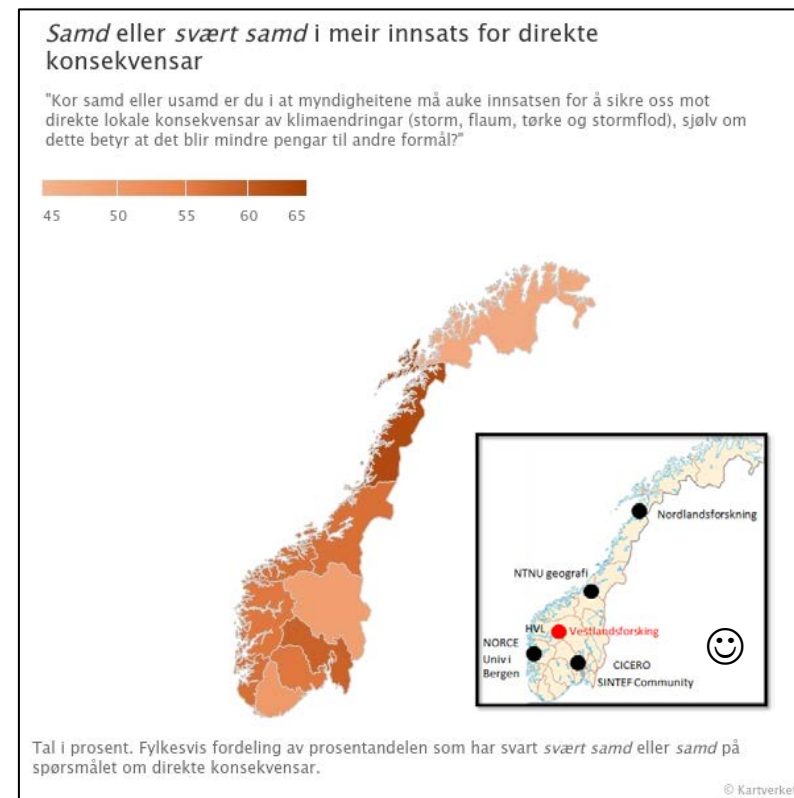 Samd eller svært samd i meir innsats for direkte
konsekvensar
"Kor samd eller usamd er du i at myndigheitene må auke innsatsen for å sikre oss mot
direkte lokale konsekvensar av klimaendringar (storm, flaum, tørke og stormflod), sjølv om
dette betyr at det blir mindre pengar til andre formål?"
45 50 55 60 65
Nordlandsforskning
NTNU geografi
HVL Vestlandsforsking
NORCE
Univ i
Bergen
CICERO
SINTEF Community
Tal i prosent. Fylkesvis fordeling av prosentandelen som har svart svært samd eller samd på
spørsmålet om direkte konsekvensar.
© Kartverket